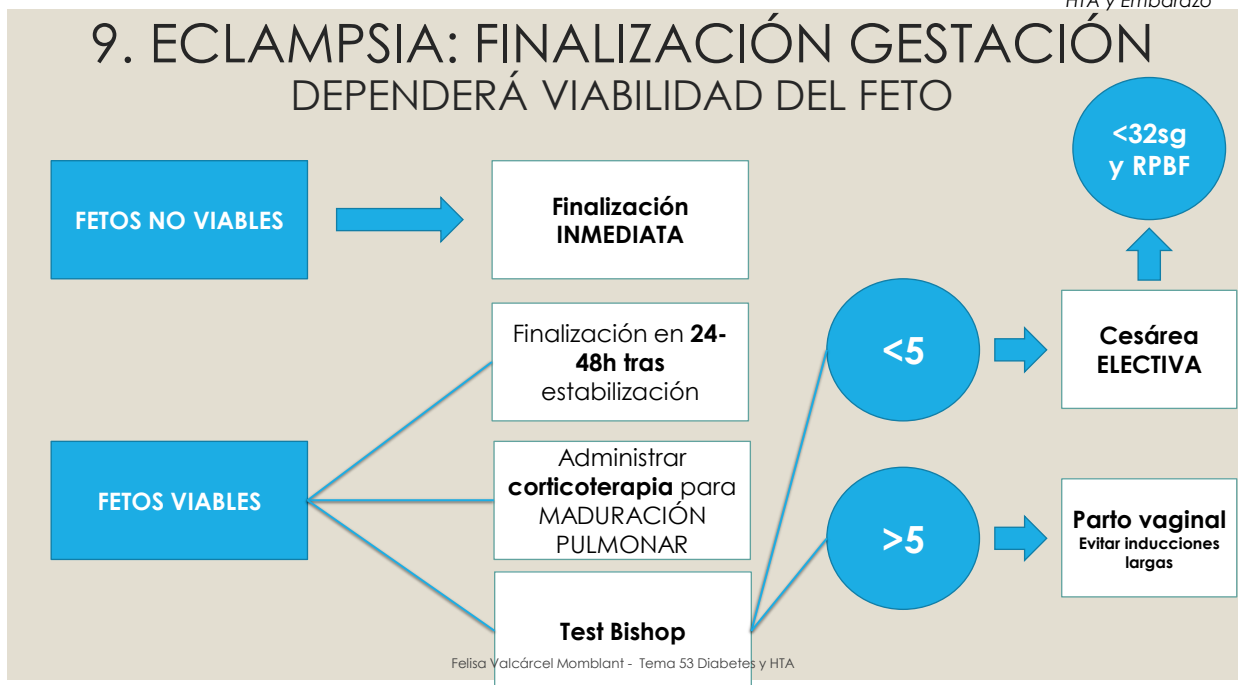 HTA y Embarazo
9. ECLAMPSIA: FINALIZACIÓN GESTACIÓN
DEPENDERÁ VIABILIDAD DEL FETO
<32sg
y RPBF
FETOS NO VIABLES
Finalización
INMEDIATA
Finalización en 24-
48h tras
estabilización
<5
Cesárea
ELECTIVA
FETOS VIABLES
Administrar
corticoterapia para
MADURACIÓN
PULMONAR
>5
Parto vaginal
Evitar inducciones
largas
Test Bishop
Felisa Valcárcel Momblant - Tema 53 Diabetes y HTA